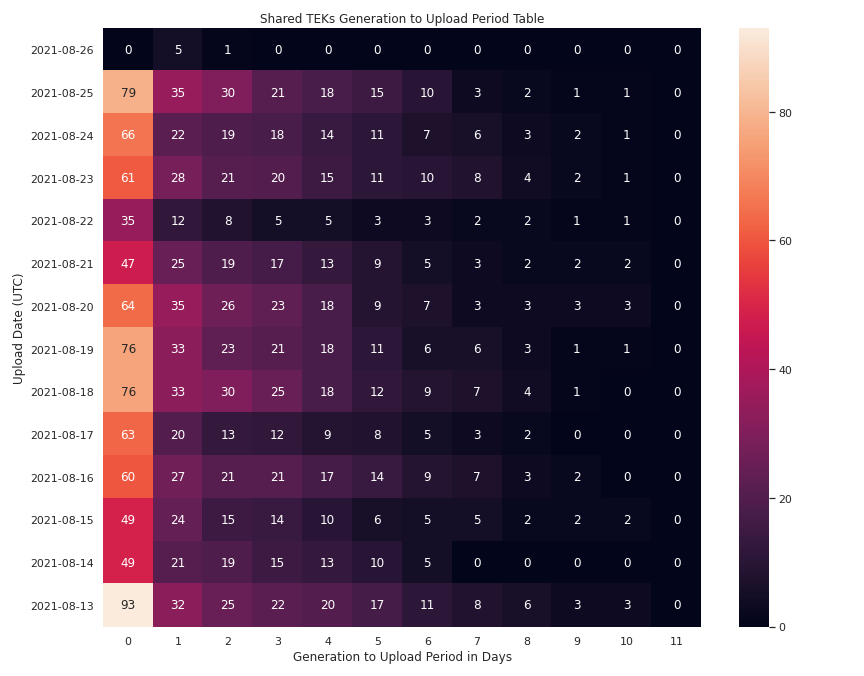 Shared TEKs Generation to Upload Period Table
Upload Date (UTC)
2021-08-26 0 5 1 0 0 0 0 0 0 0 0 0
2021-08-25 79 35 30 21 18 15 10 3 2 1 1 0
2021-08-24 66 22 19 18 14 11 7 6 3 2 1 0
2021-08-23 61 28 21 20 15 11 10 8 4 2 1 0
2021-08-22 35 12 8 5 5 3 3 2 2 1 1 0
2021-08-21 47 25 19 17 13 9 5 3 2 2 2 0
2021-08-20 64 35 26 23 18 9 7 3 3 3 3 0
2021-08-19 76 33 23 21 18 11 6 6 3 1 1 0
2021-08-18 76 33 30 25 18 12 9 7 4 1 0 0
2021-08-17 63 20 13 12 9 8 5 3 2 0 0 0
2021-08-16 60 27 21 21 17 14 9 7 3 2 0 0
2021-08-15 49 24 15 14 10 6 5 5 2 2 2 0
2021-08-14 49 21 19 15 13 10 5 0 0 0 0 0
2021-08-13 93 32 25 22 20 17 11 8 6 3 3 0
0 1 2 3 4 5 6 7 8 9 10 11
Generation to Upload Period in Days
80
60
40
20
0